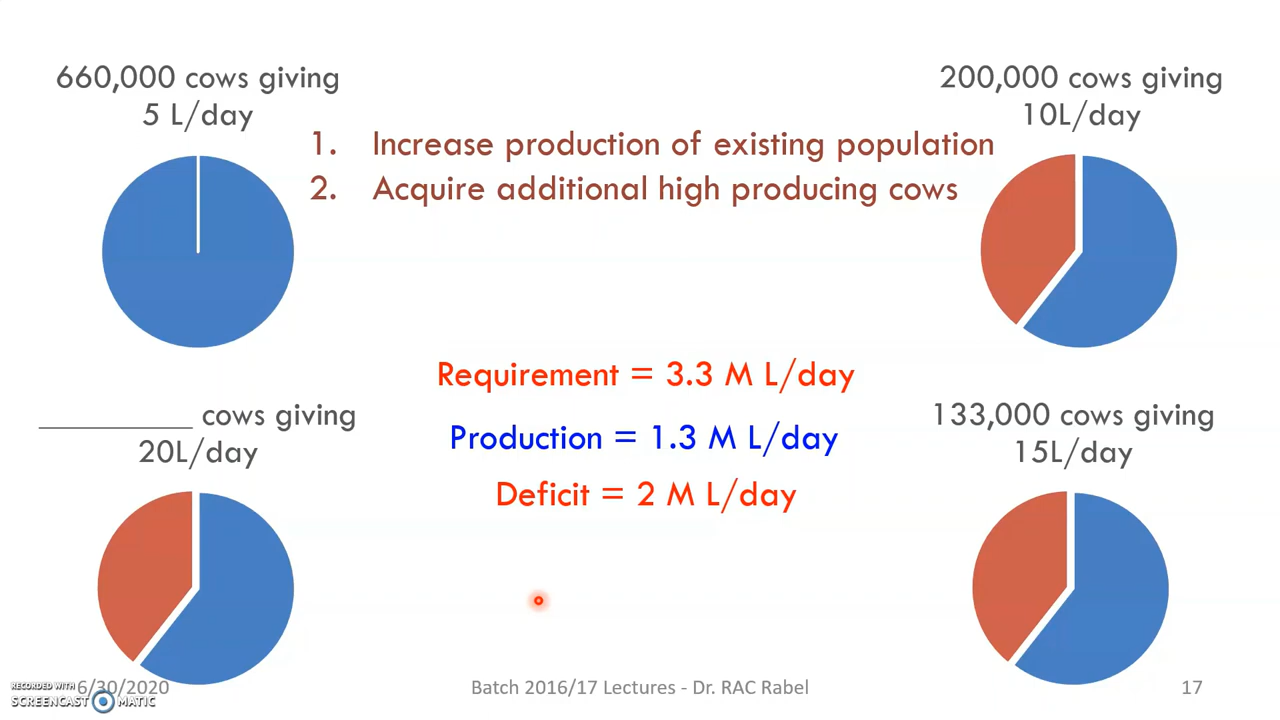 660,000 cows giving
5 L/day
1. Increase production of existing population
2. Acquire additional high producing cows
200,000 cows giving
10L/day
Requirement = 3.3 M L/day
Production = 1.3 M L/day
Deficit = 2 M L/day
__________ cows giving
20L/day
133,000 cows giving
15L/day
6/30/2020
RECORDED WITH
SCREENCAST MATIC
Batch 2016/17 Lectures - Dr. RAC Rabel
17